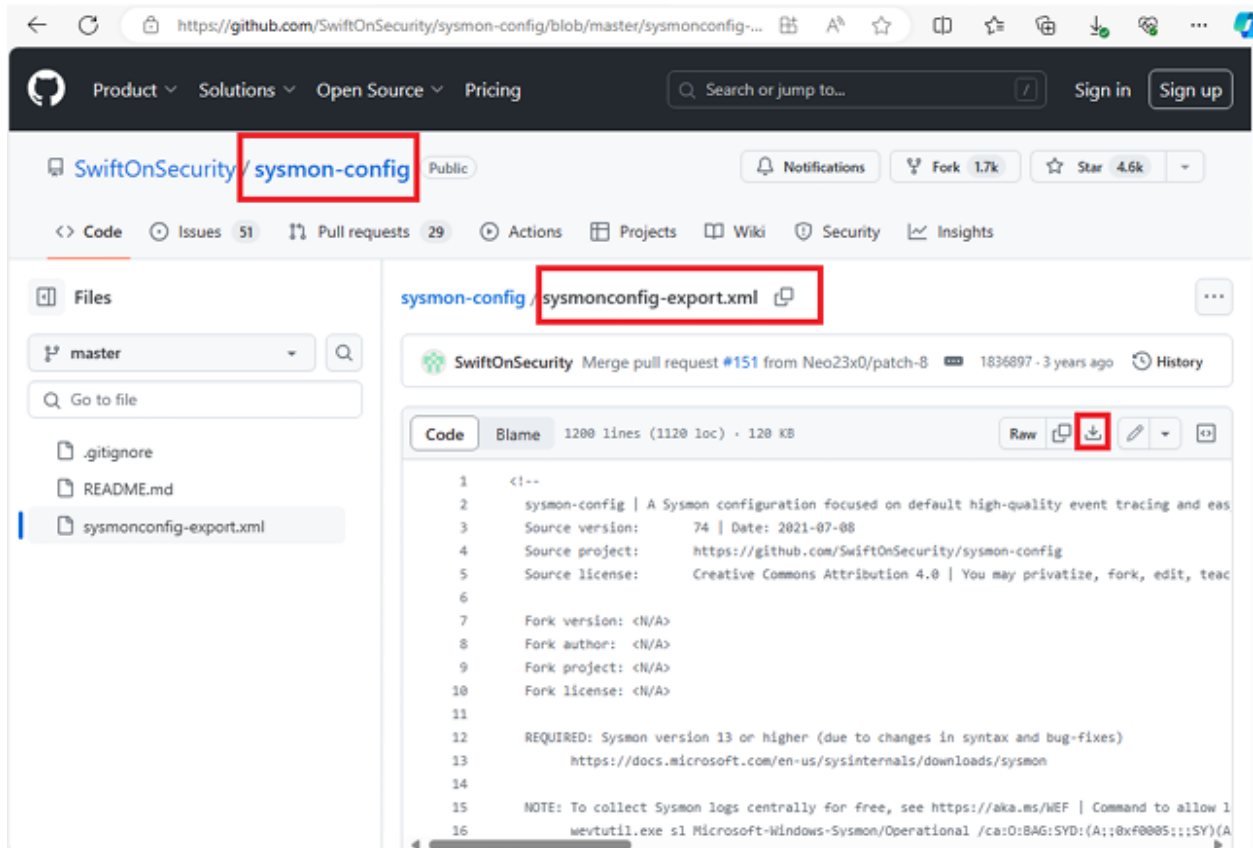 https://github.com/SwiftOnSecurity/sysmon-config/blob/master/sysmonconfig-...
Product Solutions Open Source Pricing Search or jump to... / Sign in Sign up
SwiftOnSecurity / sysmon-config Public Notifications Fork 1.7k Star 4.6k
<> Code Issues 51 Pull requests 29 Actions Projects Wiki Security Insights
Files
sysmon-config / sysmonconfig-export.xml
master
SwiftOnSecurity Merge pull request #151 from Neo23x0/patch-8 1836897 · 3 years ago History
Go to file
Code Blame 1200 lines (1120 loc) · 120 KB Raw
.gitignore
README.md
sysmonconfig-export.xml
1 <!--
2 sysmon-config | A Sysmon configuration focused on default high-quality event tracing and eas
3 Source version: 74 | Date: 2021-07-08
4 Source project: https://github.com/SwiftOnSecurity/sysmon-config
5 Source license: Creative Commons Attribution 4.0 | You may privatize, fork, edit, teac
6
7 Fork version: <N/A>
8 Fork author: <N/A>
9 Fork project: <N/A>
10 Fork license: <N/A>
11
12 REQUIRED: Sysmon version 13 or higher (due to changes in syntax and bug-fixes)
13 https://docs.microsoft.com/en-us/sysinternals/downloads/sysmon
14
15 NOTE: To collect Sysmon logs centrally for free, see https://aka.ms/WEF | Command to allow l
16 wevtutil.exe sl Microsoft-Windows-Sysmon/Operational /ca:O:BAG:SYD:(A;;0xf0005;;;SY)(A